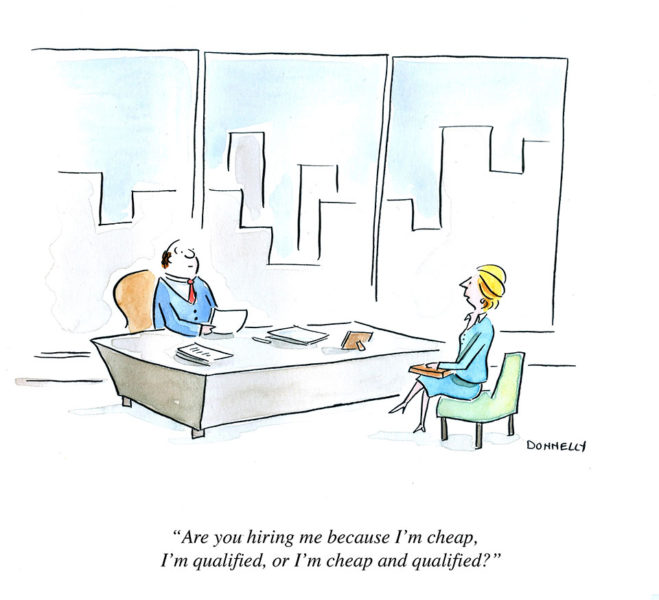 DONNELLY
“Are you hiring me because I’m cheap,
I’m qualified, or I’m cheap and qualified?”